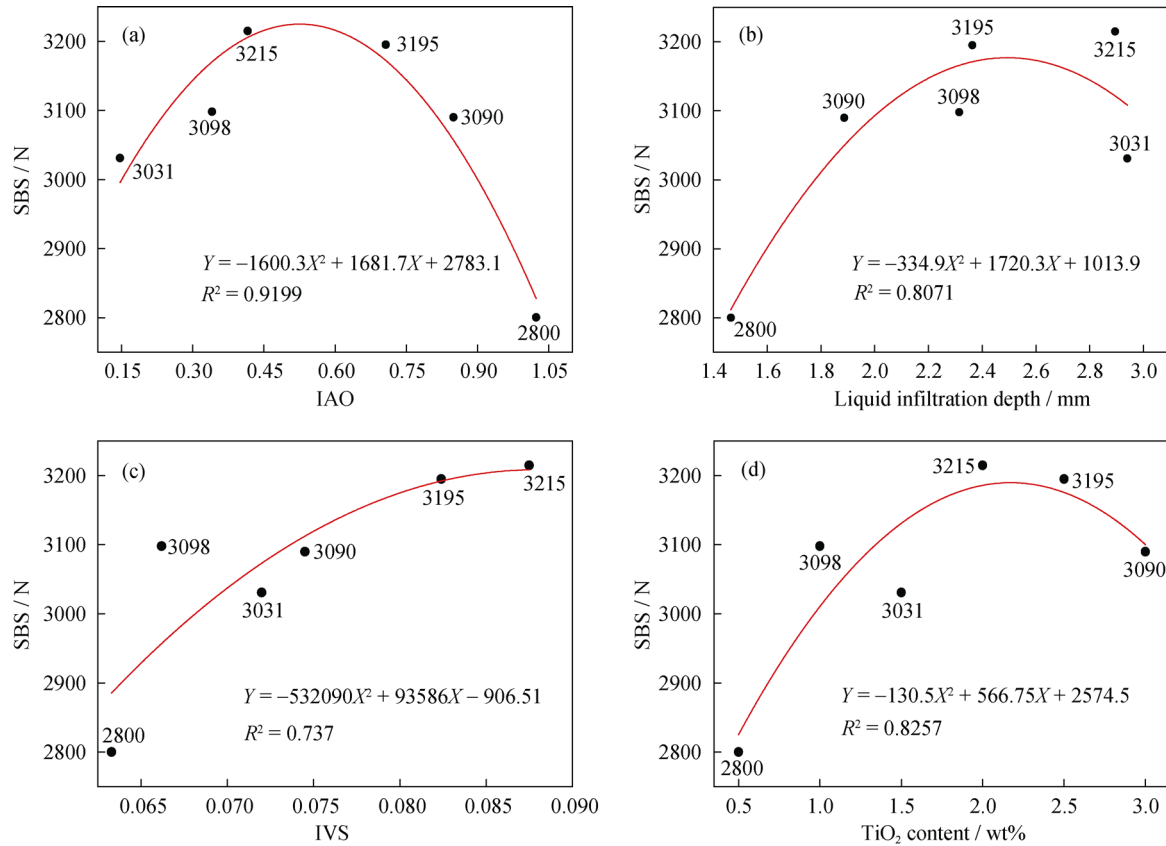 (a)
3200
3100
3000
2900
2800
SBS / N
3215
3195
3098
3090
3031
2800
Y = –1600.3X² + 1681.7X + 2783.1
R² = 0.9199
0.15 0.30 0.45 0.60 0.75 0.90 1.05
IAO
(b)
3200
3100
3000
2900
2800
SBS / N
3195
3215
3090
3098
3031
2800
Y = –334.9X² + 1720.3X + 1013.9
R² = 0.8071
1.4 1.6 1.8 2.0 2.2 2.4 2.6 2.8 3.0
Liquid infiltration depth / mm
(c)
3200
3100
3000
2900
2800
SBS / N
3195
3215
3098
3090
3031
2800
Y = –532090X² + 93586X – 906.51
R² = 0.737
0.065 0.070 0.075 0.080 0.085 0.090
IVS
(d)
3200
3100
3000
2900
2800
SBS / N
3215
3195
3098
3090
3031
2800
Y = –130.5X² + 566.75X + 2574.5
R² = 0.8257
0.5 1.0 1.5 2.0 2.5 3.0
TiO₂ content / wt%